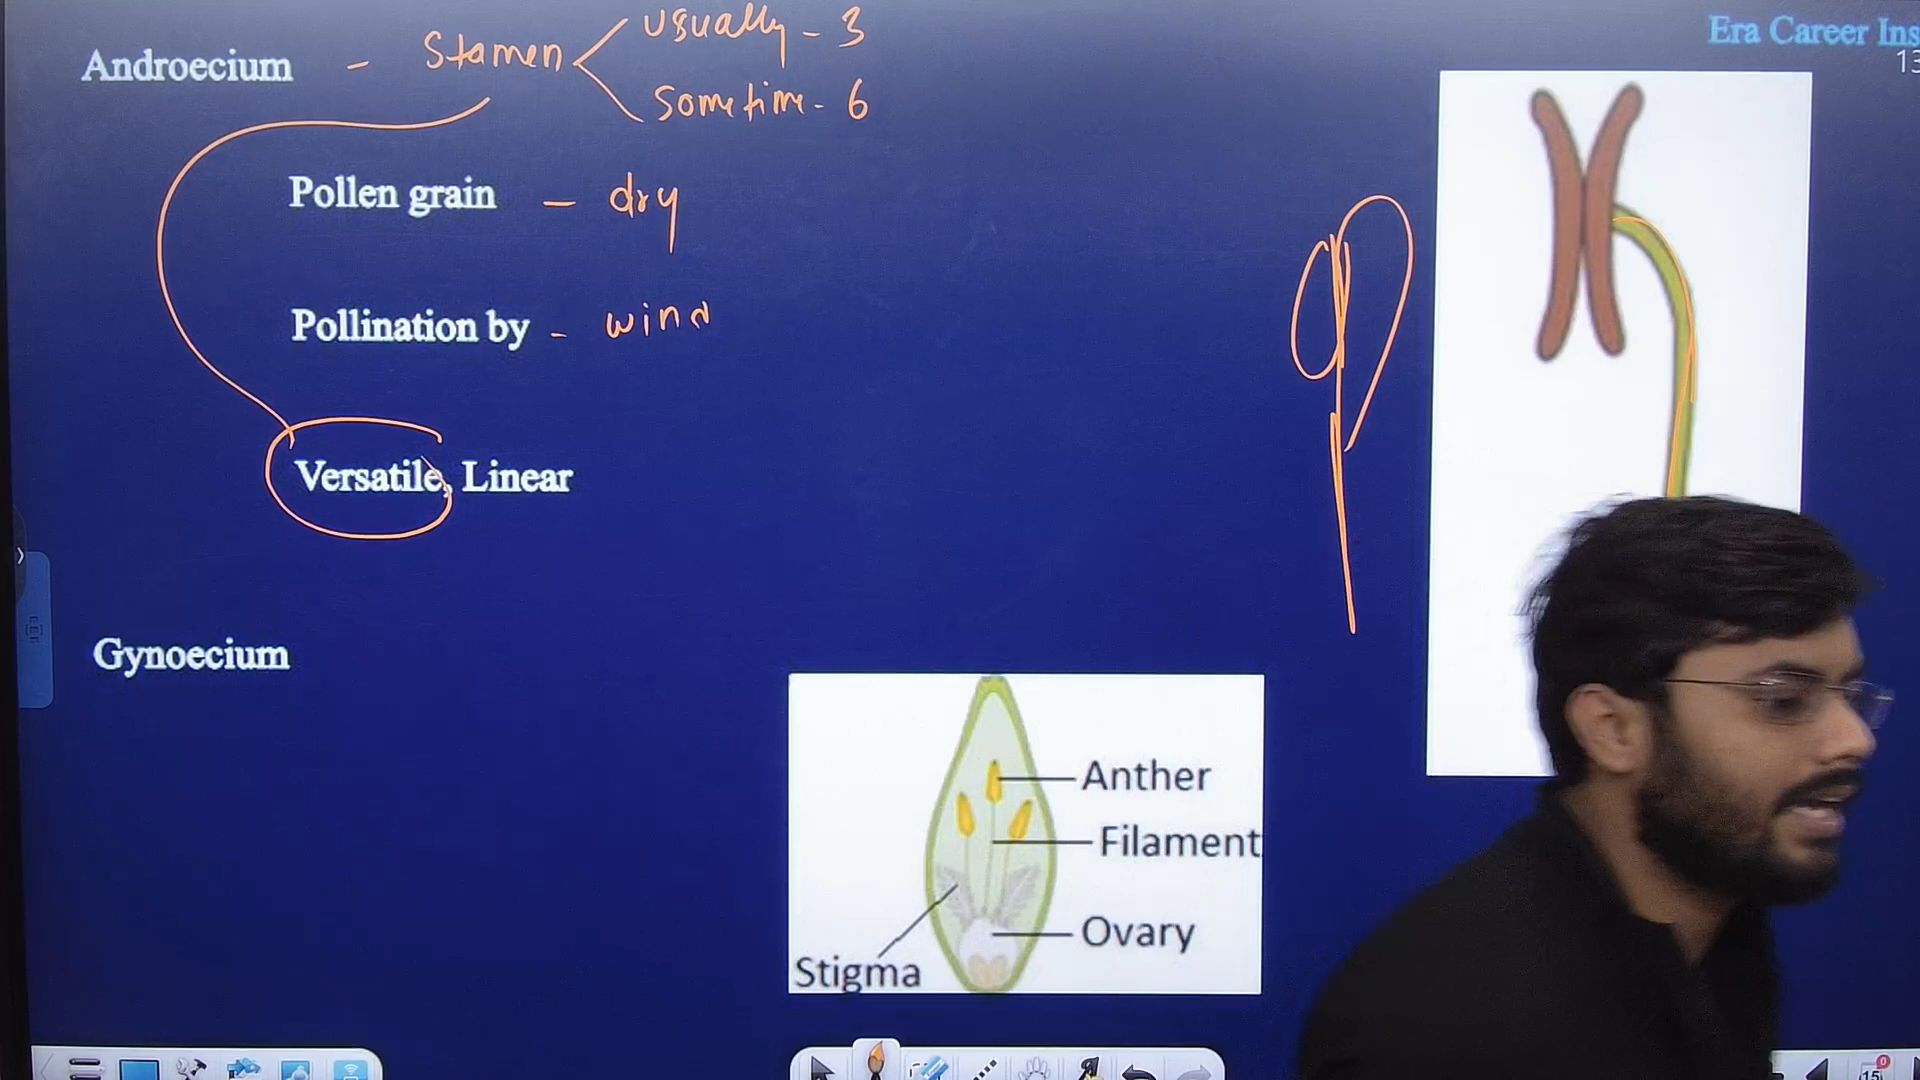 Era Career Ins
usually - 3
Androecium - Stamen
13
Sometime - 6
Pollen grain - dry
Pollination by - wind
Versatile, Linear
Gynoecium
Anther
Filament
Ovary
Stigma